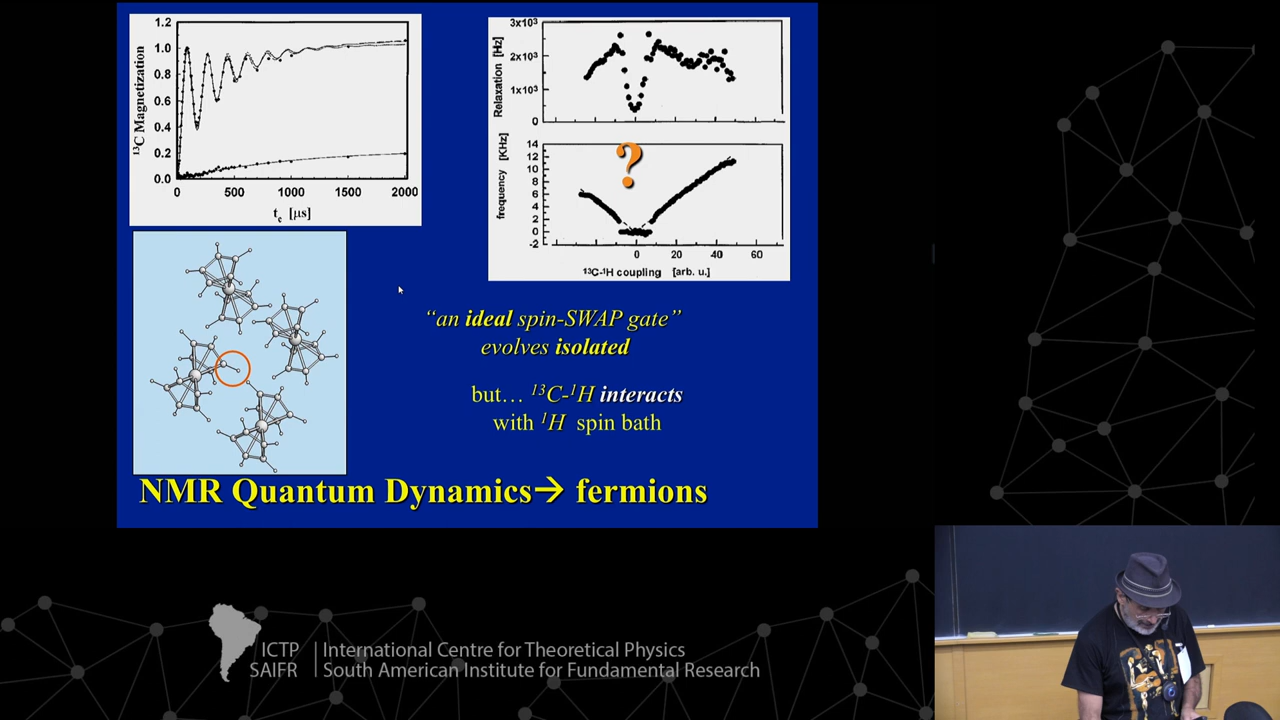 1.2
1.0
0.8
0.6
0.4
0.2
0.0
¹³C Magnetization
0 500 1000 1500 2000
t_c [μs]
3x10³
2x10³
1x10³
0
Relaxation [Hz]
14
12
10
8
6
4
2
0
-2
frequency [KHz]
?
0 20 40 60
¹³C-¹H coupling [arb. u.]
“an ideal spin-SWAP gate”
evolves isolated
but… ¹³C-¹H interacts
with ¹H spin bath
NMR Quantum Dynamics→ fermions
ICTP
SAIFR
International Centre for Theoretical Physics
South American Institute for Fundamental Research